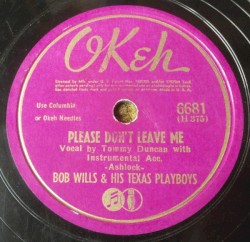 OKeh
Use Columbia
or Okeh Needles
6681
(H 875)
PLEASE DON'T LEAVE ME
Vocal by Tommy Duncan with
Instrumental Acc.
-Ashlock-
BOB WILLS & HIS TEXAS PLAYBOYS